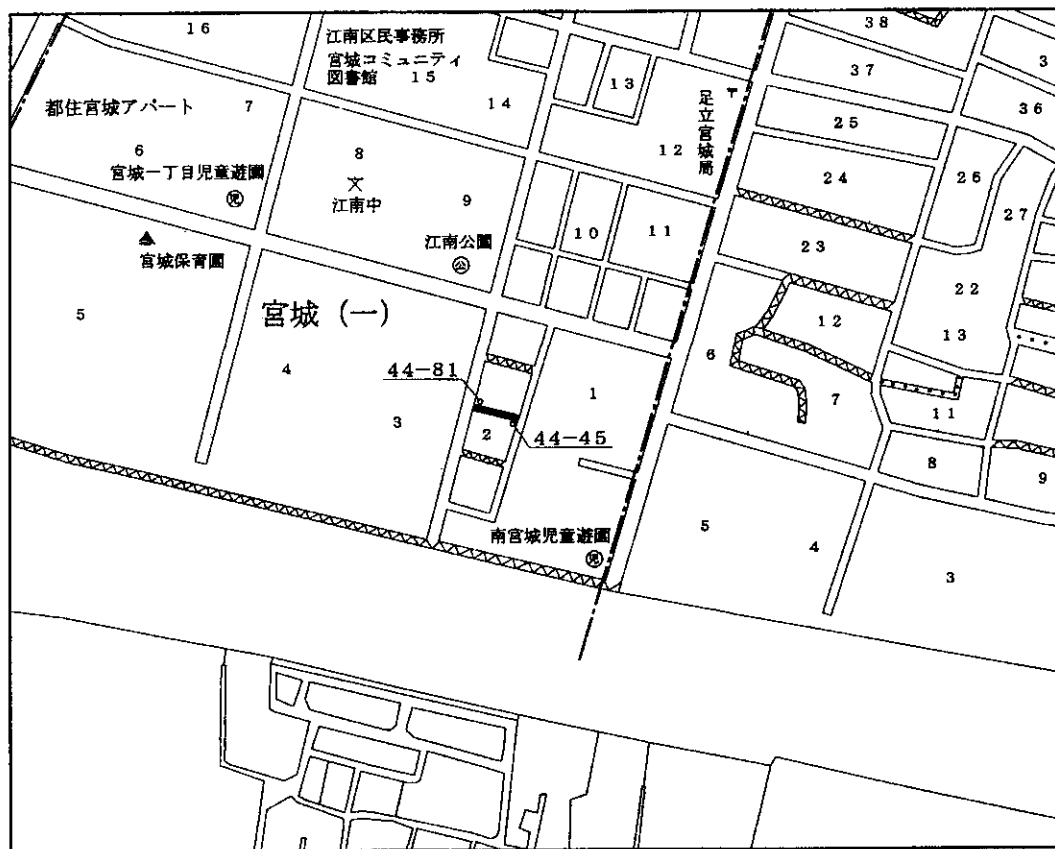 16
江南区民事務所
宮城コミュニティ
図書館 15
38
3
37
13
36
都住宮城アパート
7
14
足立宮城局
〒
25
6
8
12
24
26
宮城一丁目児童遊園
児
文
江南中
9
27
10
11
23
江南公園
公
宮城保育園
22
5
宮城(一)
12
13
6
4
44-81
1
7
3
11
2
44-45
8
9
南宮城児童遊園
児
5
4
3